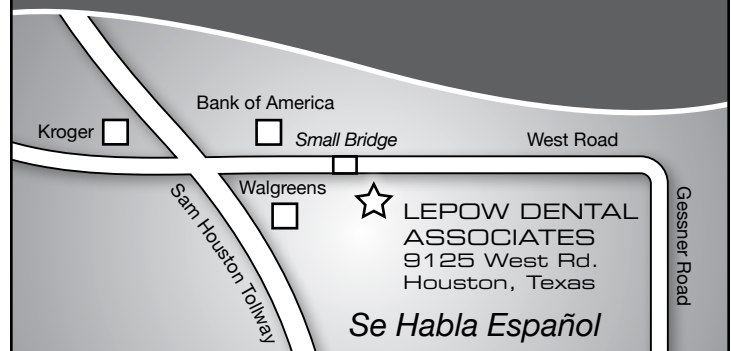 Bank of America
Kroger
Small Bridge
West Road
Walgreens
Sam Houston Tollway
LEPOW DENTAL
ASSOCIATES
9125 West Rd.
Houston, Texas
Gessner Road
Se Habla Español